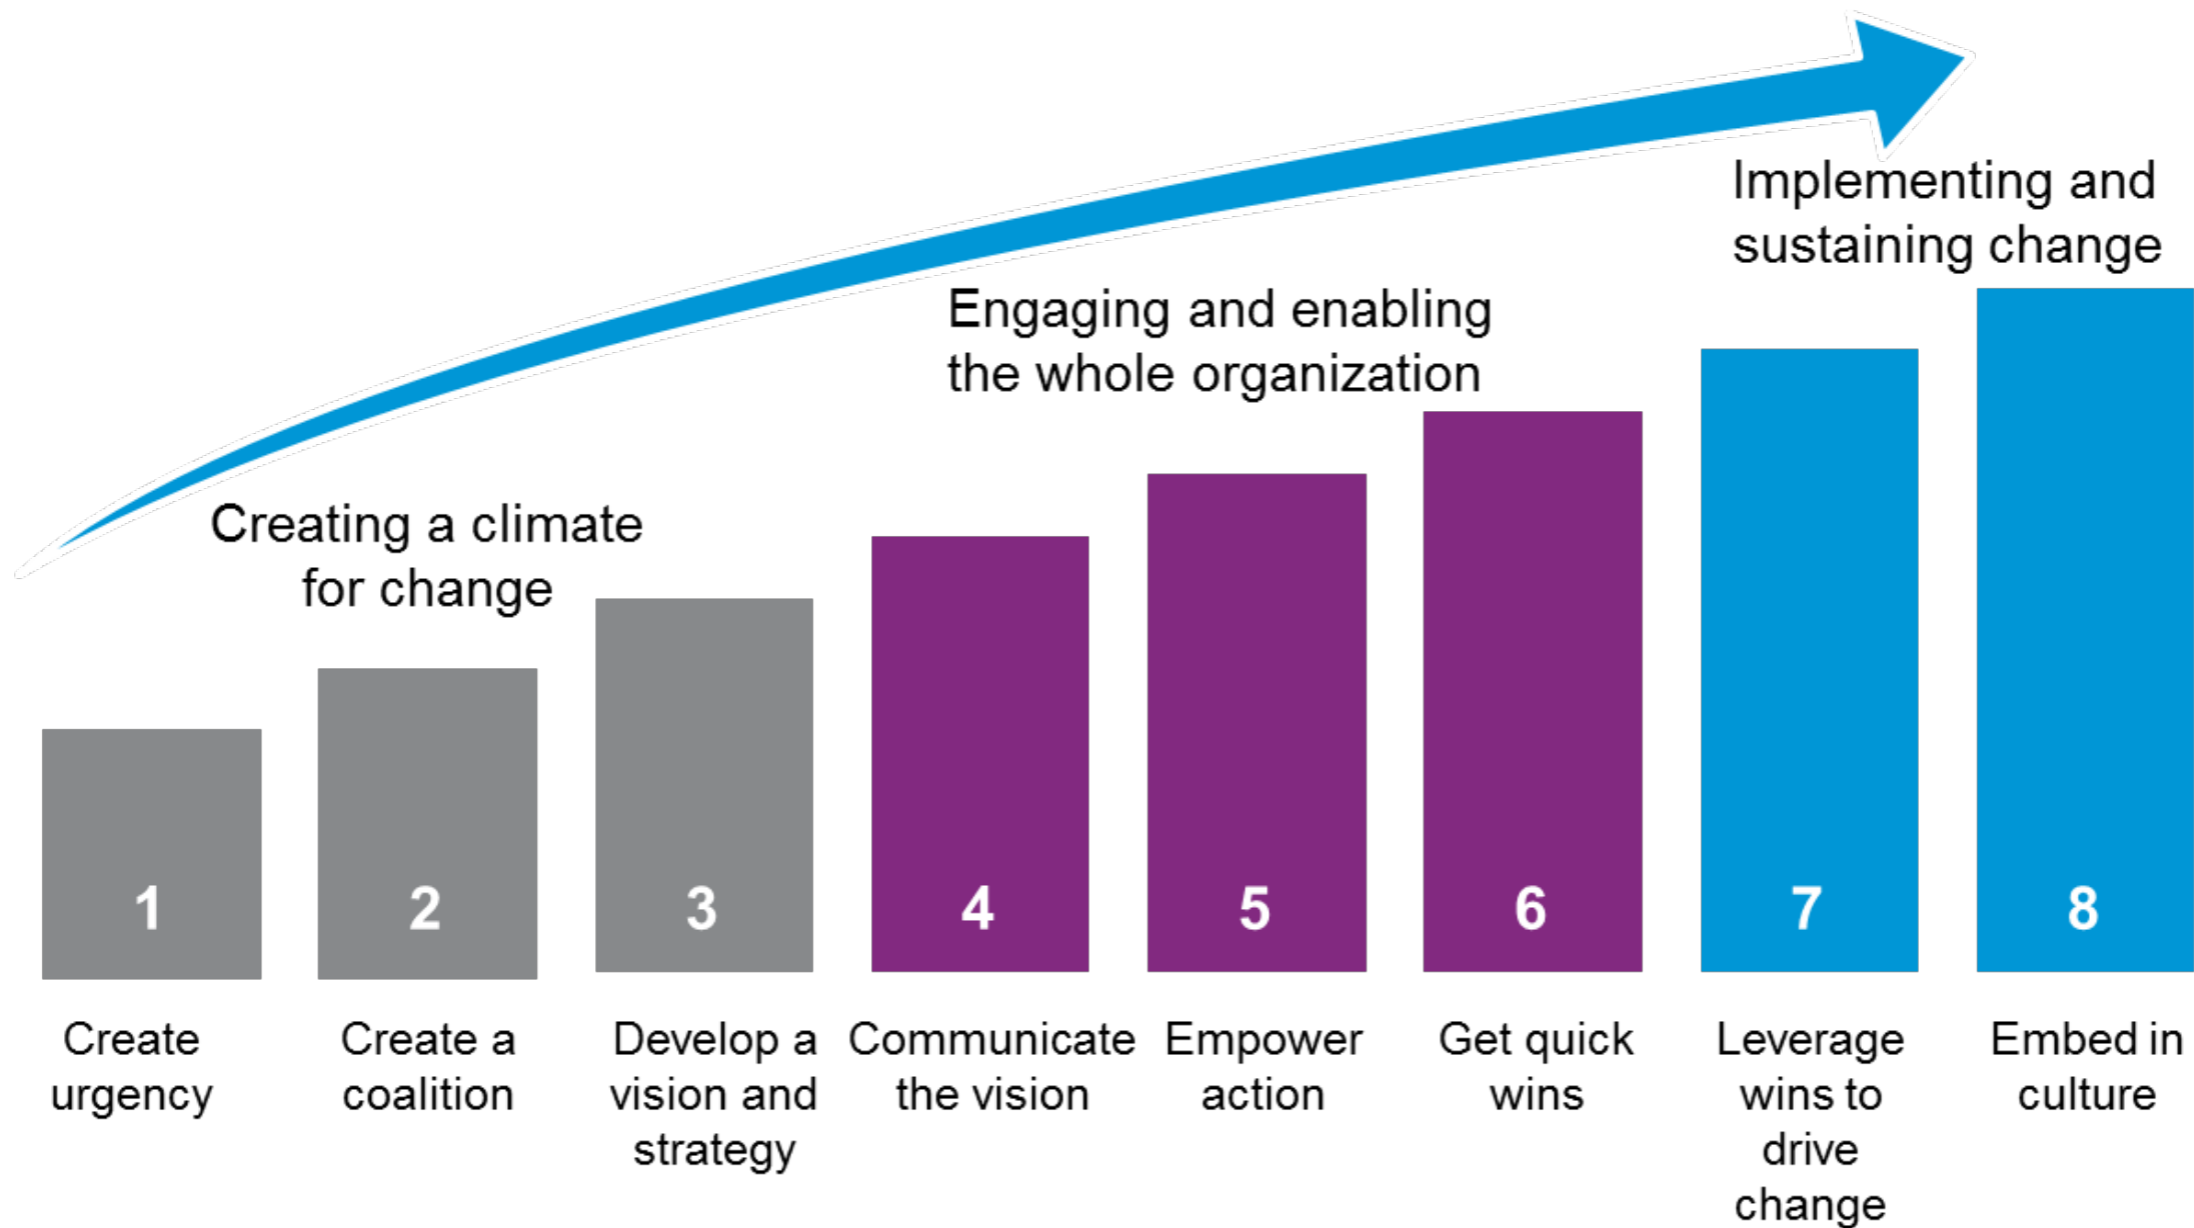 Implementing and
sustaining change
Engaging and enabling
the whole organization
Creating a climate
for change
1
2
3
4
5
6
7
8
Create
urgency
Create a
coalition
Develop a
vision and
strategy
Communicate
the vision
Empower
action
Get quick
wins
Leverage
wins to
drive
change
Embed in
culture